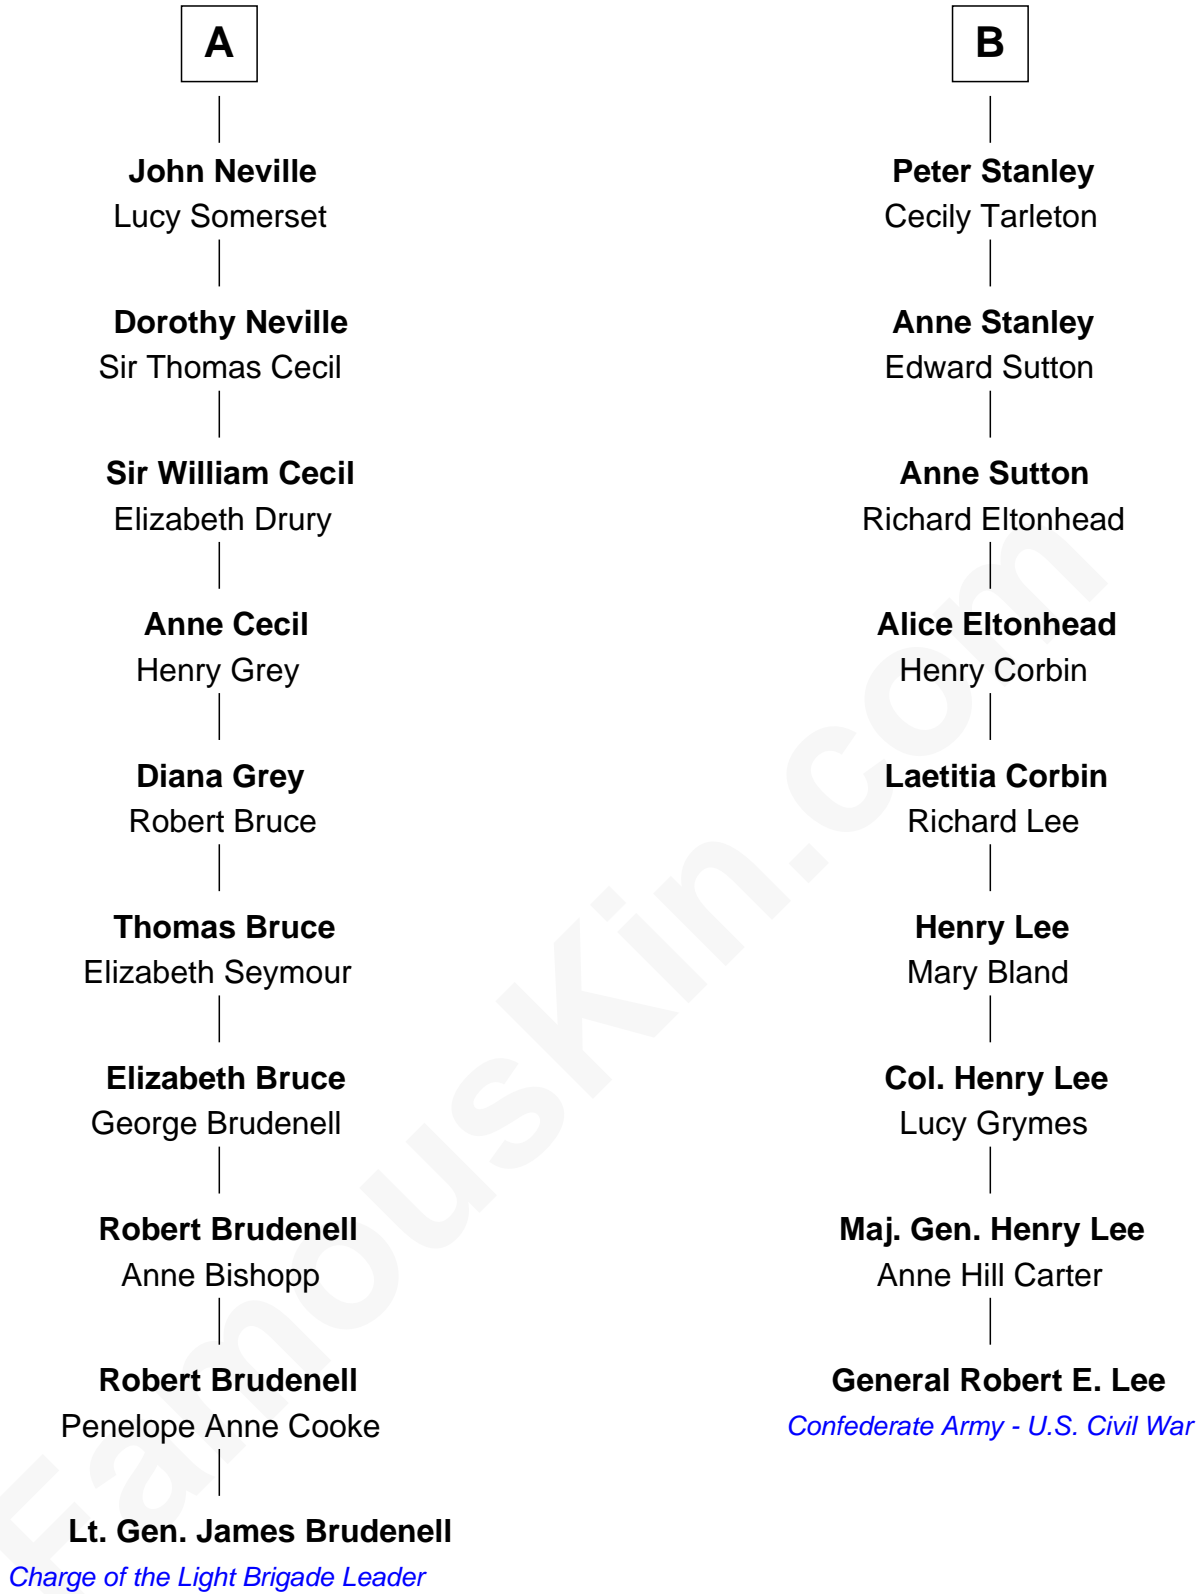 A
John Neville
Lucy Somerset
Dorothy Neville
Sir Thomas Cecil
Sir William Cecil
Elizabeth Drury
Anne Cecil
Henry Grey
Diana Grey
Robert Bruce
Thomas Bruce
Elizabeth Seymour
Elizabeth Bruce
George Brudenell
Robert Brudenell
Anne Bishopp
Robert Brudenell
Penelope Anne Cooke
Lt. Gen. James Brudenell
Charge of the Light Brigade Leader
B
Peter Stanley
Cecily Tarleton
Anne Stanley
Edward Sutton
Anne Sutton
Richard Eltonhead
Alice Eltonhead
Henry Corbin
Laetitia Corbin
Richard Lee
Henry Lee
Mary Bland
Col. Henry Lee
Lucy Grymes
Maj. Gen. Henry Lee
Anne Hill Carter
General Robert E. Lee
Confederate Army - U.S. Civil War
FamousKin.com